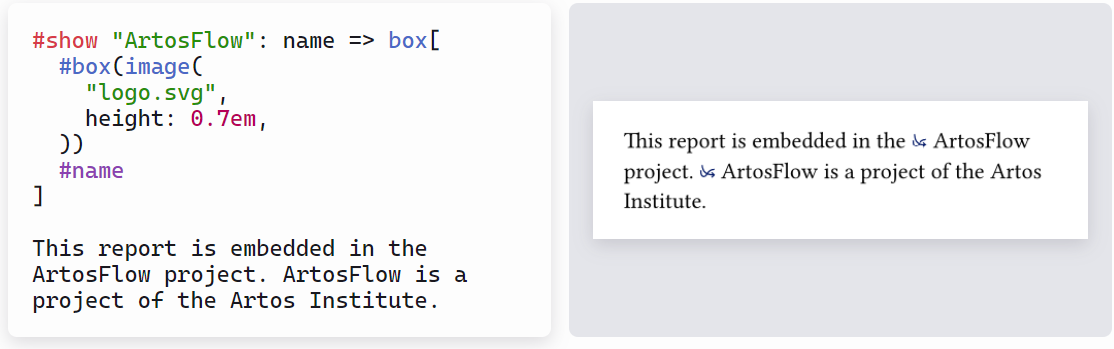 #show "ArtosFlow": name => box[
  #box(image(
    "logo.svg",
    height: 0.7em,
  ))
  #name
]

This report is embedded in the
ArtosFlow project. ArtosFlow is a
project of the Artos Institute.

This report is embedded in the ArtosFlow
project. ArtosFlow is a project of the Artos
Institute.